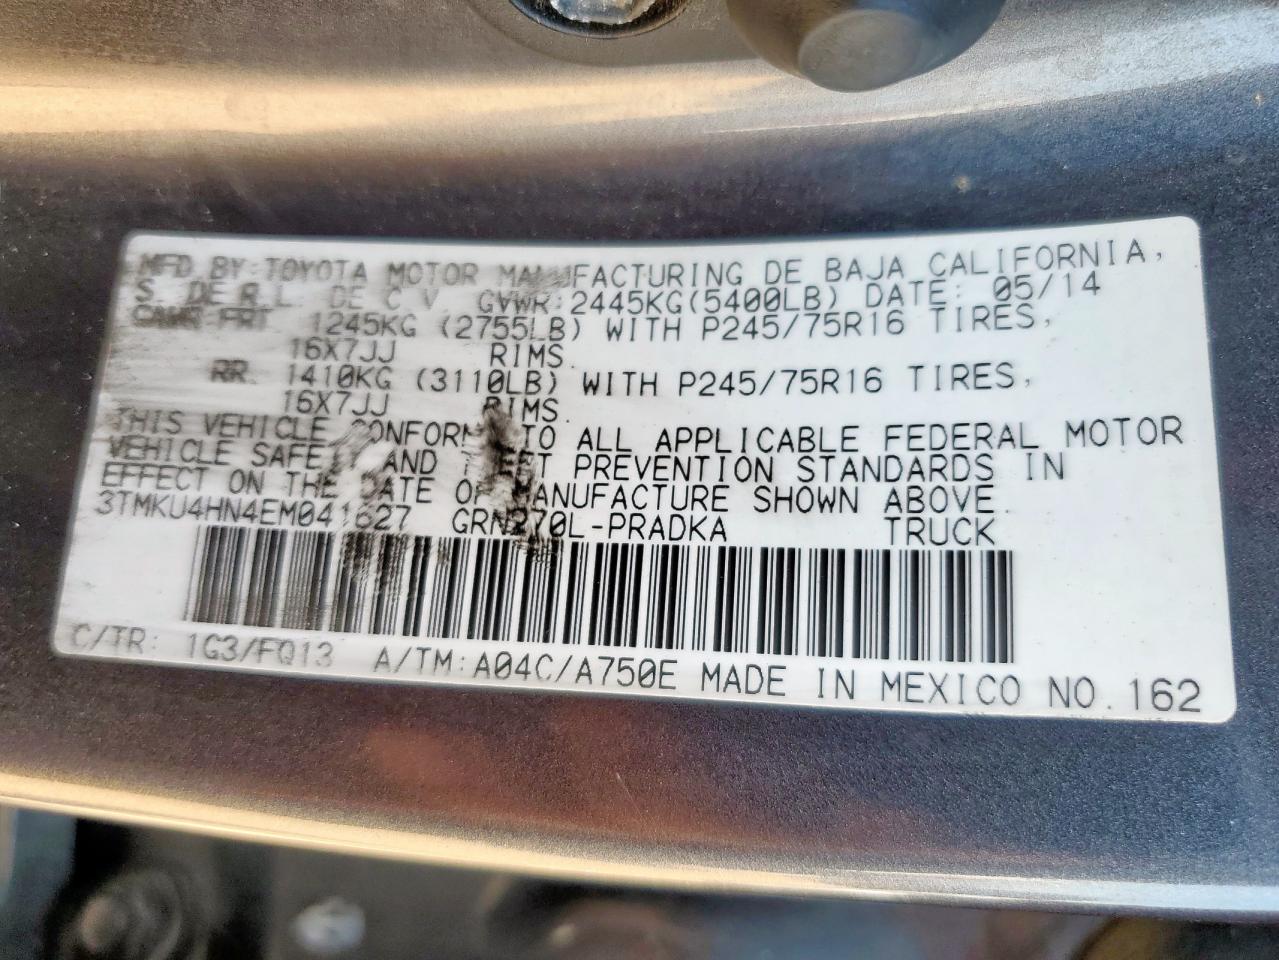 MFD. BY: TOYOTA MOTOR MANUFACTURING DE BAJA CALIFORNIA,
S. DE R.L. DE C.V. GVWR: 2445KG(5400LB) DATE: 05/14
GAWR FRT 1245KG (2755LB) WITH P245/75R16 TIRES,
16X7JJ RIMS.
RR. 1410KG (3110LB) WITH P245/75R16 TIRES,
16X7JJ RIMS.
THIS VEHICLE CONFORMS TO ALL APPLICABLE FEDERAL MOTOR
VEHICLE SAFETY AND THEFT PREVENTION STANDARDS IN
EFFECT ON THE DATE OF MANUFACTURE SHOWN ABOVE.
GRN270L-PRADKA TRUCK
C/TR: 1G3/FQ13 A/TM: A04C/A750E MADE IN MEXICO NO. 162